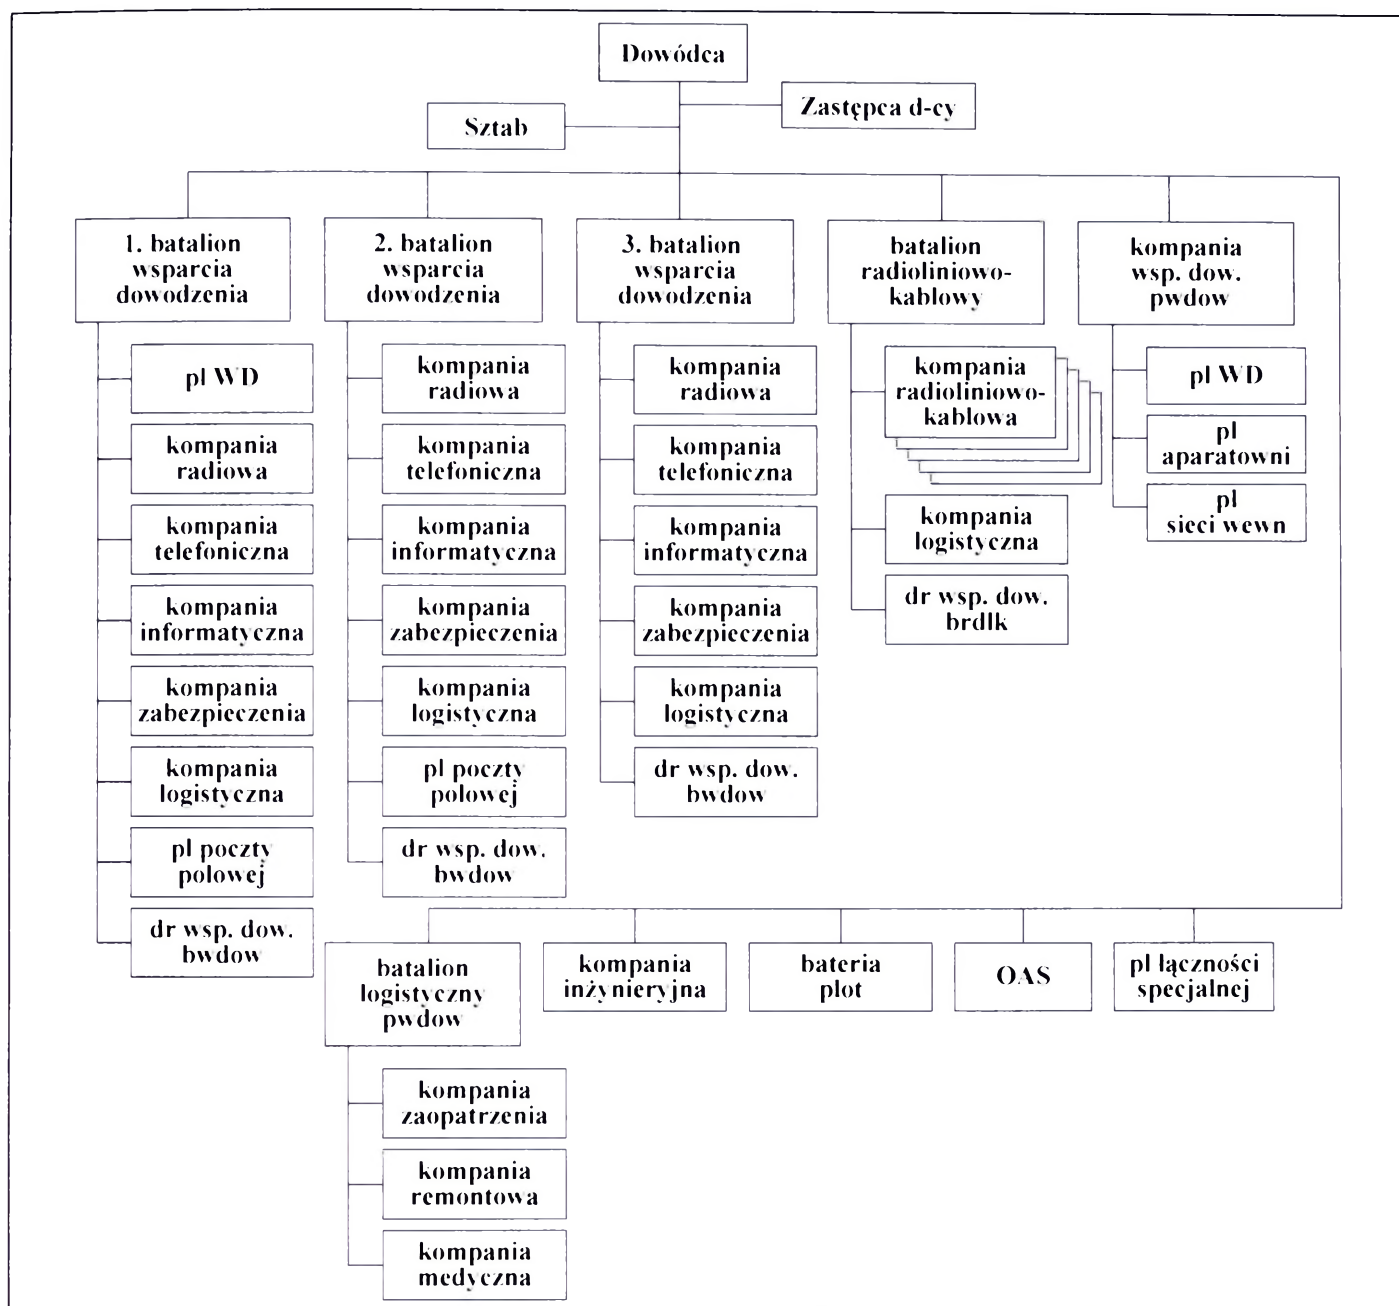 Dowódca
Zastępca d-cy
Sztab
1. batalion
wsparcia
dowodzenia
pl WD
kompania
radiowa
kompania
telefoniczna
kompania
informatyczna
kompania
zabezpieczenia
kompania
logistyczna
pl poczty
polowej
dr wsp. dow.
bwdow
2. batalion
wsparcia
dowodzenia
kompania
radiowa
kompania
telefoniczna
kompania
informatyczna
kompania
zabezpieczenia
kompania
logistyczna
pl poczty
polowej
dr wsp. dow.
bwdow
3. batalion
wsparcia
dowodzenia
kompania
radiowa
kompania
telefoniczna
kompania
informatyczna
kompania
zabezpieczenia
kompania
logistyczna
dr wsp. dow.
bwdow
batalion
radioliniowo-
kablowy
kompania
radioliniowo-
kablowa
kompania
logistyczna
dr wsp. dow.
brdlk
kompania
wsp. dow.
pwdow
pl WD
pl
aparatowni
pl
sieci wewn
batalion
logistyczny
pwdow
kompania
zaopatrzenia
kompania
remontowa
kompania
medyczna
kompania
inżynieryjna
bateria
plot
OAS
pl łączności
specjalnej